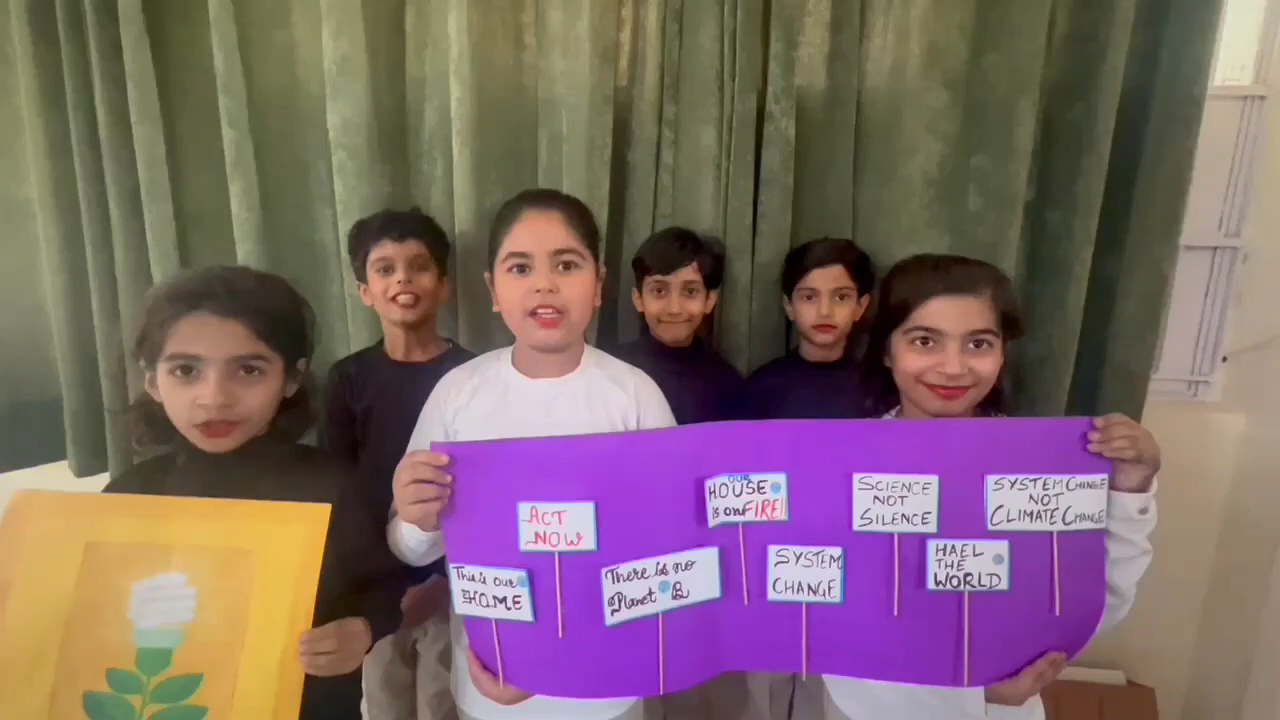 This is our
HOME
ACT
NOW
There is no
Planet B
OUR
HOUSE
is on FIRE!!
SYSTEM
CHANGE
SCIENCE
NOT
SILENCE
HAEL
THE
WORLD
SYSTEM CHANGE
NOT
CLIMATE CHANGE